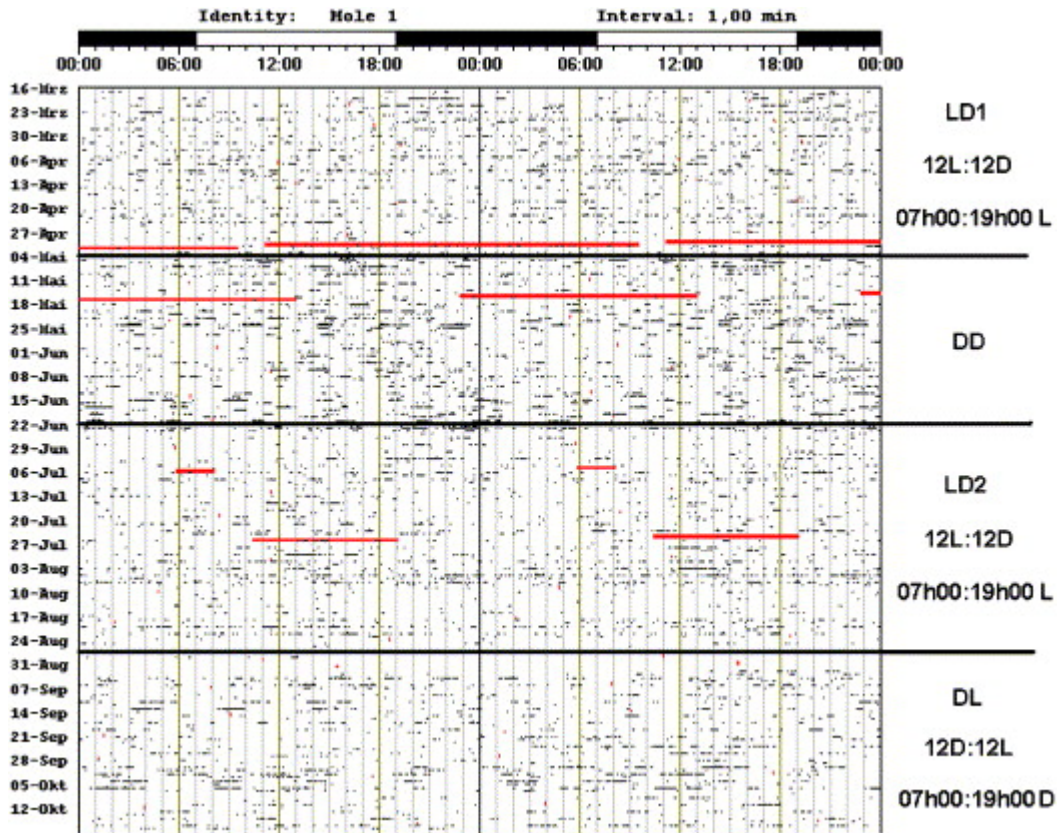 Identity: Mole 1 Interval: 1,00 min
00:00 06:00 12:00 18:00 00:00 06:00 12:00 18:00 00:00
16-Mrz
23-Mrz
30-Mrz
06-Apr
13-Apr
20-Apr
27-Apr
04-Mai
11-Mai
18-Mai
25-Mai
01-Jun
08-Jun
15-Jun
22-Jun
29-Jun
06-Jul
13-Jul
20-Jul
27-Jul
03-Aug
10-Aug
17-Aug
24-Aug
31-Aug
07-Sep
14-Sep
21-Sep
28-Sep
05-Okt
12-Okt
LD1
12L:12D
07h00:19h00 L
DD
LD2
12L:12D
07h00:19h00 L
DL
12D:12L
07h00:19h00 D